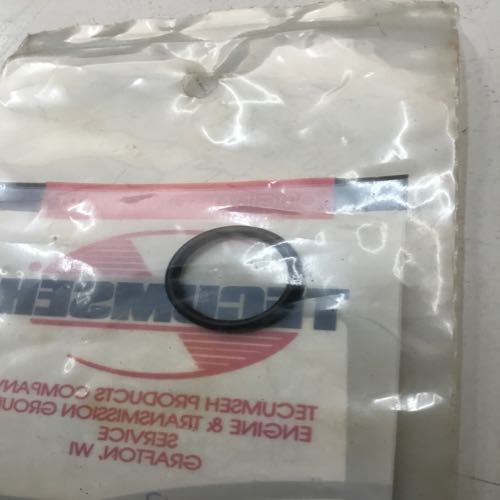 TECUMSEH
TECUMSEH PRODUCTS COMPANY
ENGINE & TRANSMISSION GROUP
SERVICE
GRAFTON, WI